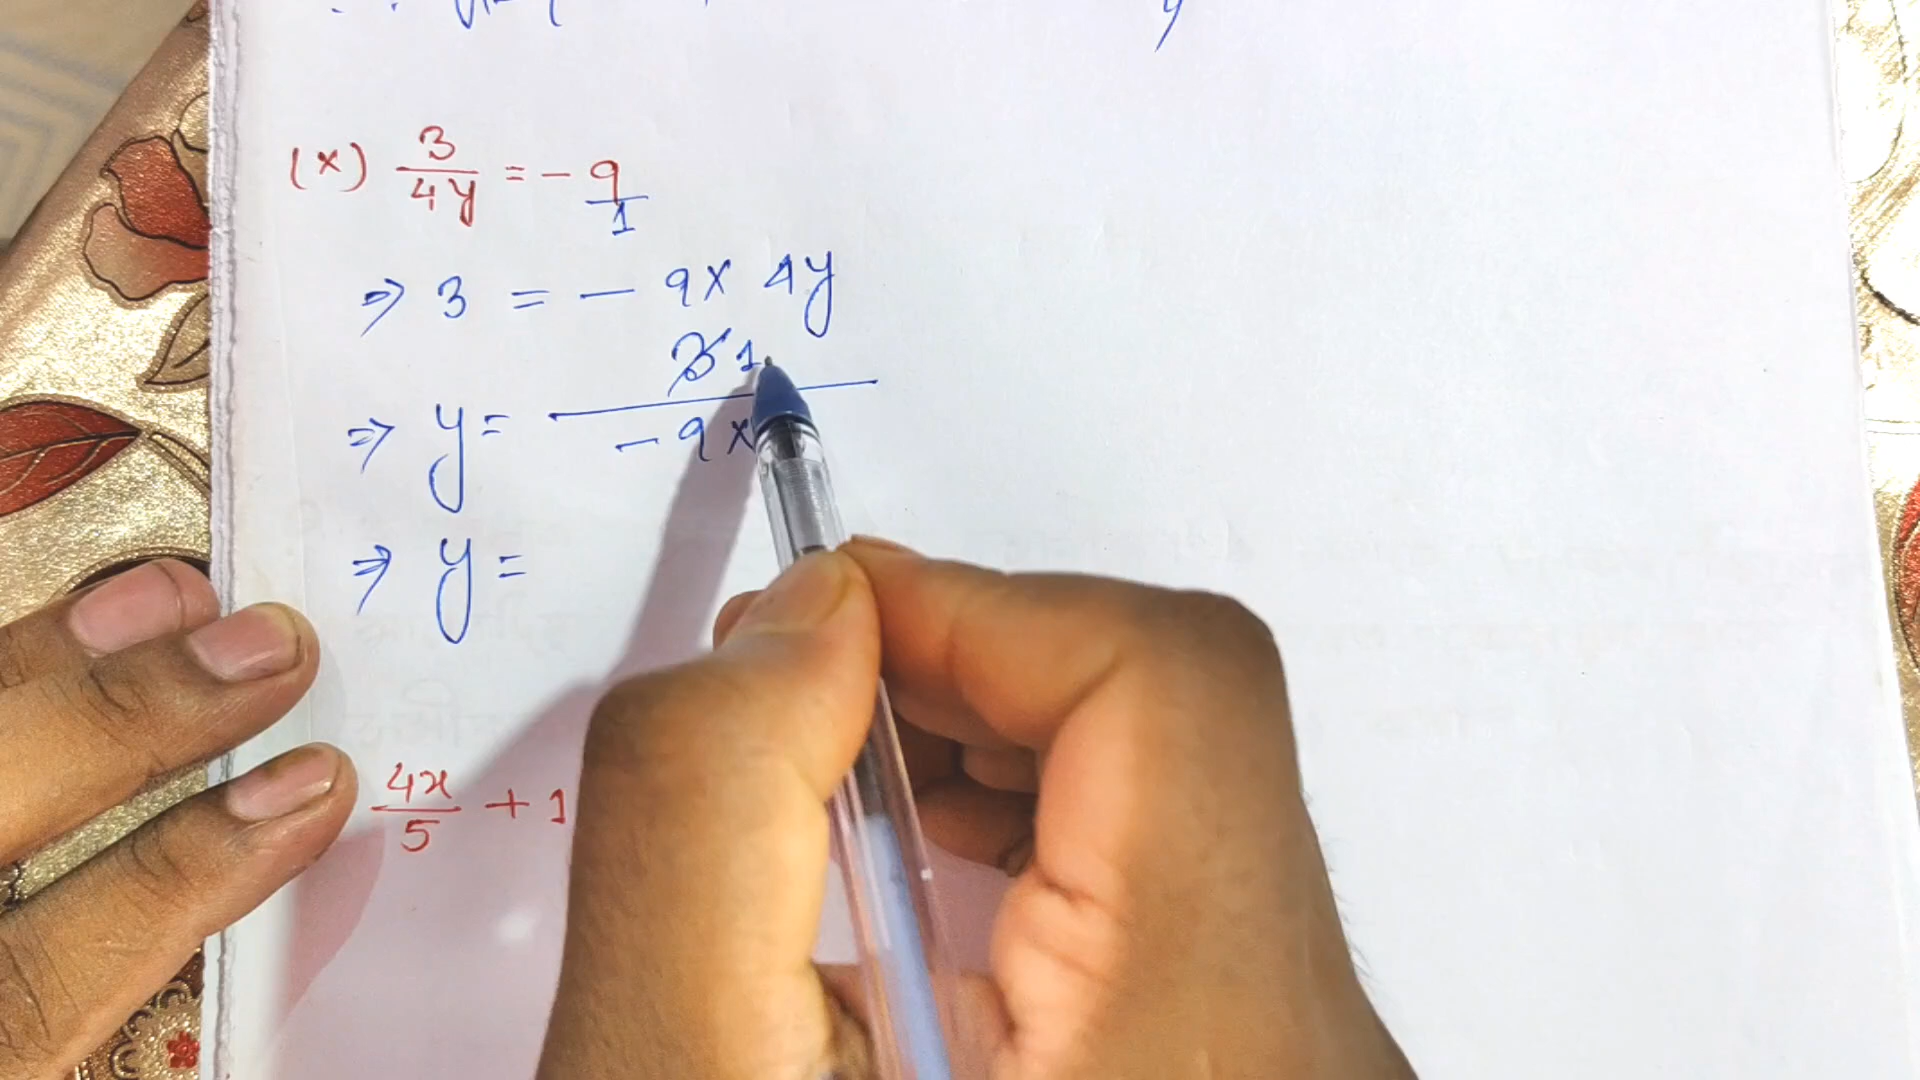 (x) 3/4y = - 9/1
⇒ 3 = - 9 x 4y
⇒ y = 3 1 / - 9 x
⇒ y =
4x/5 + 1